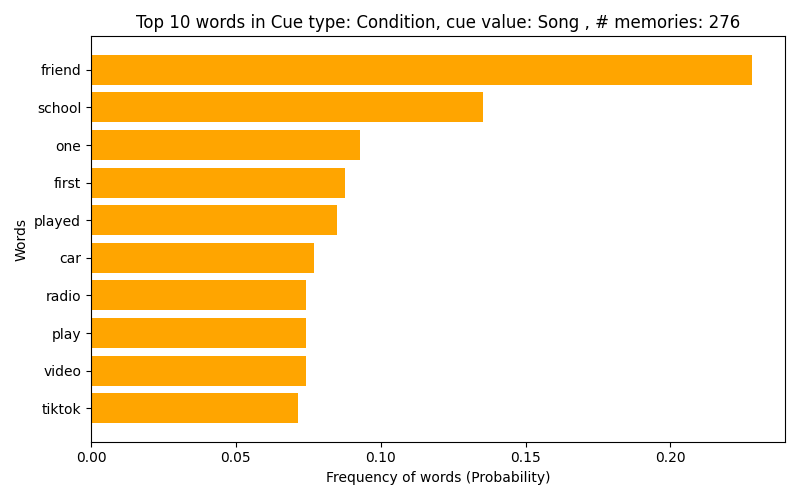 Top 10 words in Cue type: Condition, cue value: Song , # memories: 276
Words
friend
school
one
first
played
car
radio
play
video
tiktok
0.00 0.05 0.10 0.15 0.20
Frequency of words (Probability)